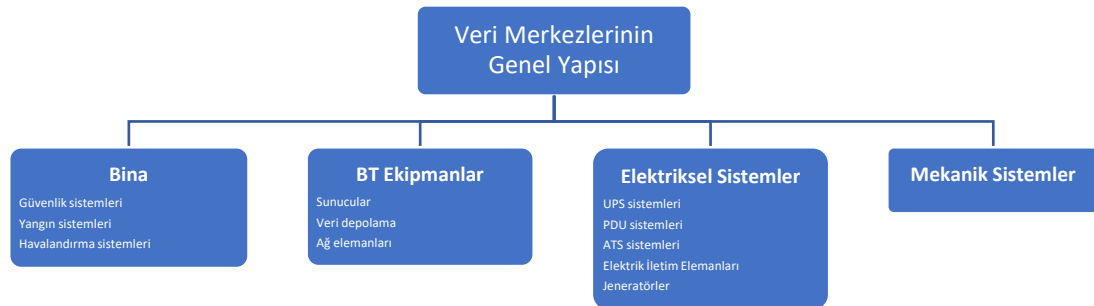 Veri Merkezlerinin
Genel Yapısı
Bina
Güvenlik sistemleri
Yangın sistemleri
Havalandırma sistemleri
BT Ekipmanlar
Sunucular
Veri depolama
Ağ elemanları
Elektriksel Sistemler
UPS sistemleri
PDU sistemleri
ATS sistemleri
Elektrik İletim Elemanları
Jeneratörler
Mekanik Sistemler